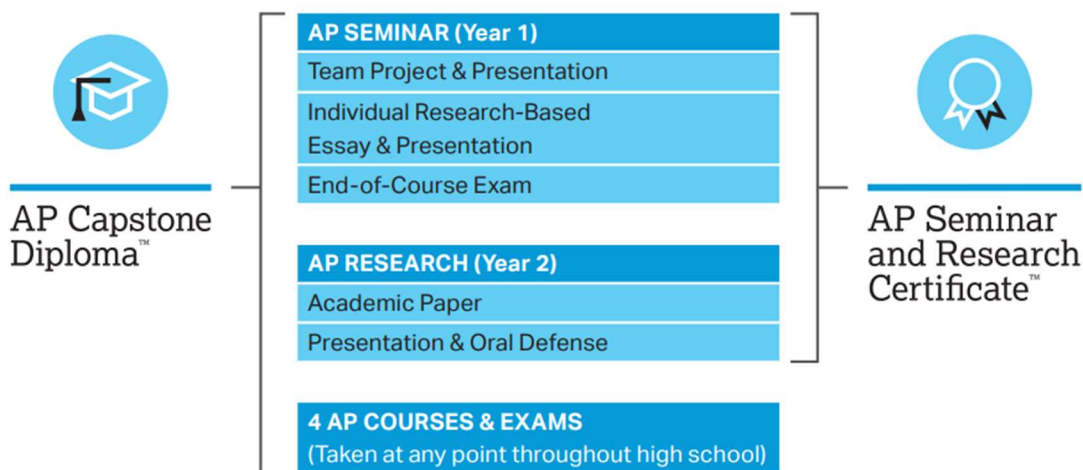 AP Capstone
Diploma™
AP SEMINAR (Year 1)
Team Project & Presentation
Individual Research-Based
Essay & Presentation
End-of-Course Exam
AP RESEARCH (Year 2)
Academic Paper
Presentation & Oral Defense
4 AP COURSES & EXAMS
(Taken at any point throughout high school)
AP Seminar
and Research
Certificate™